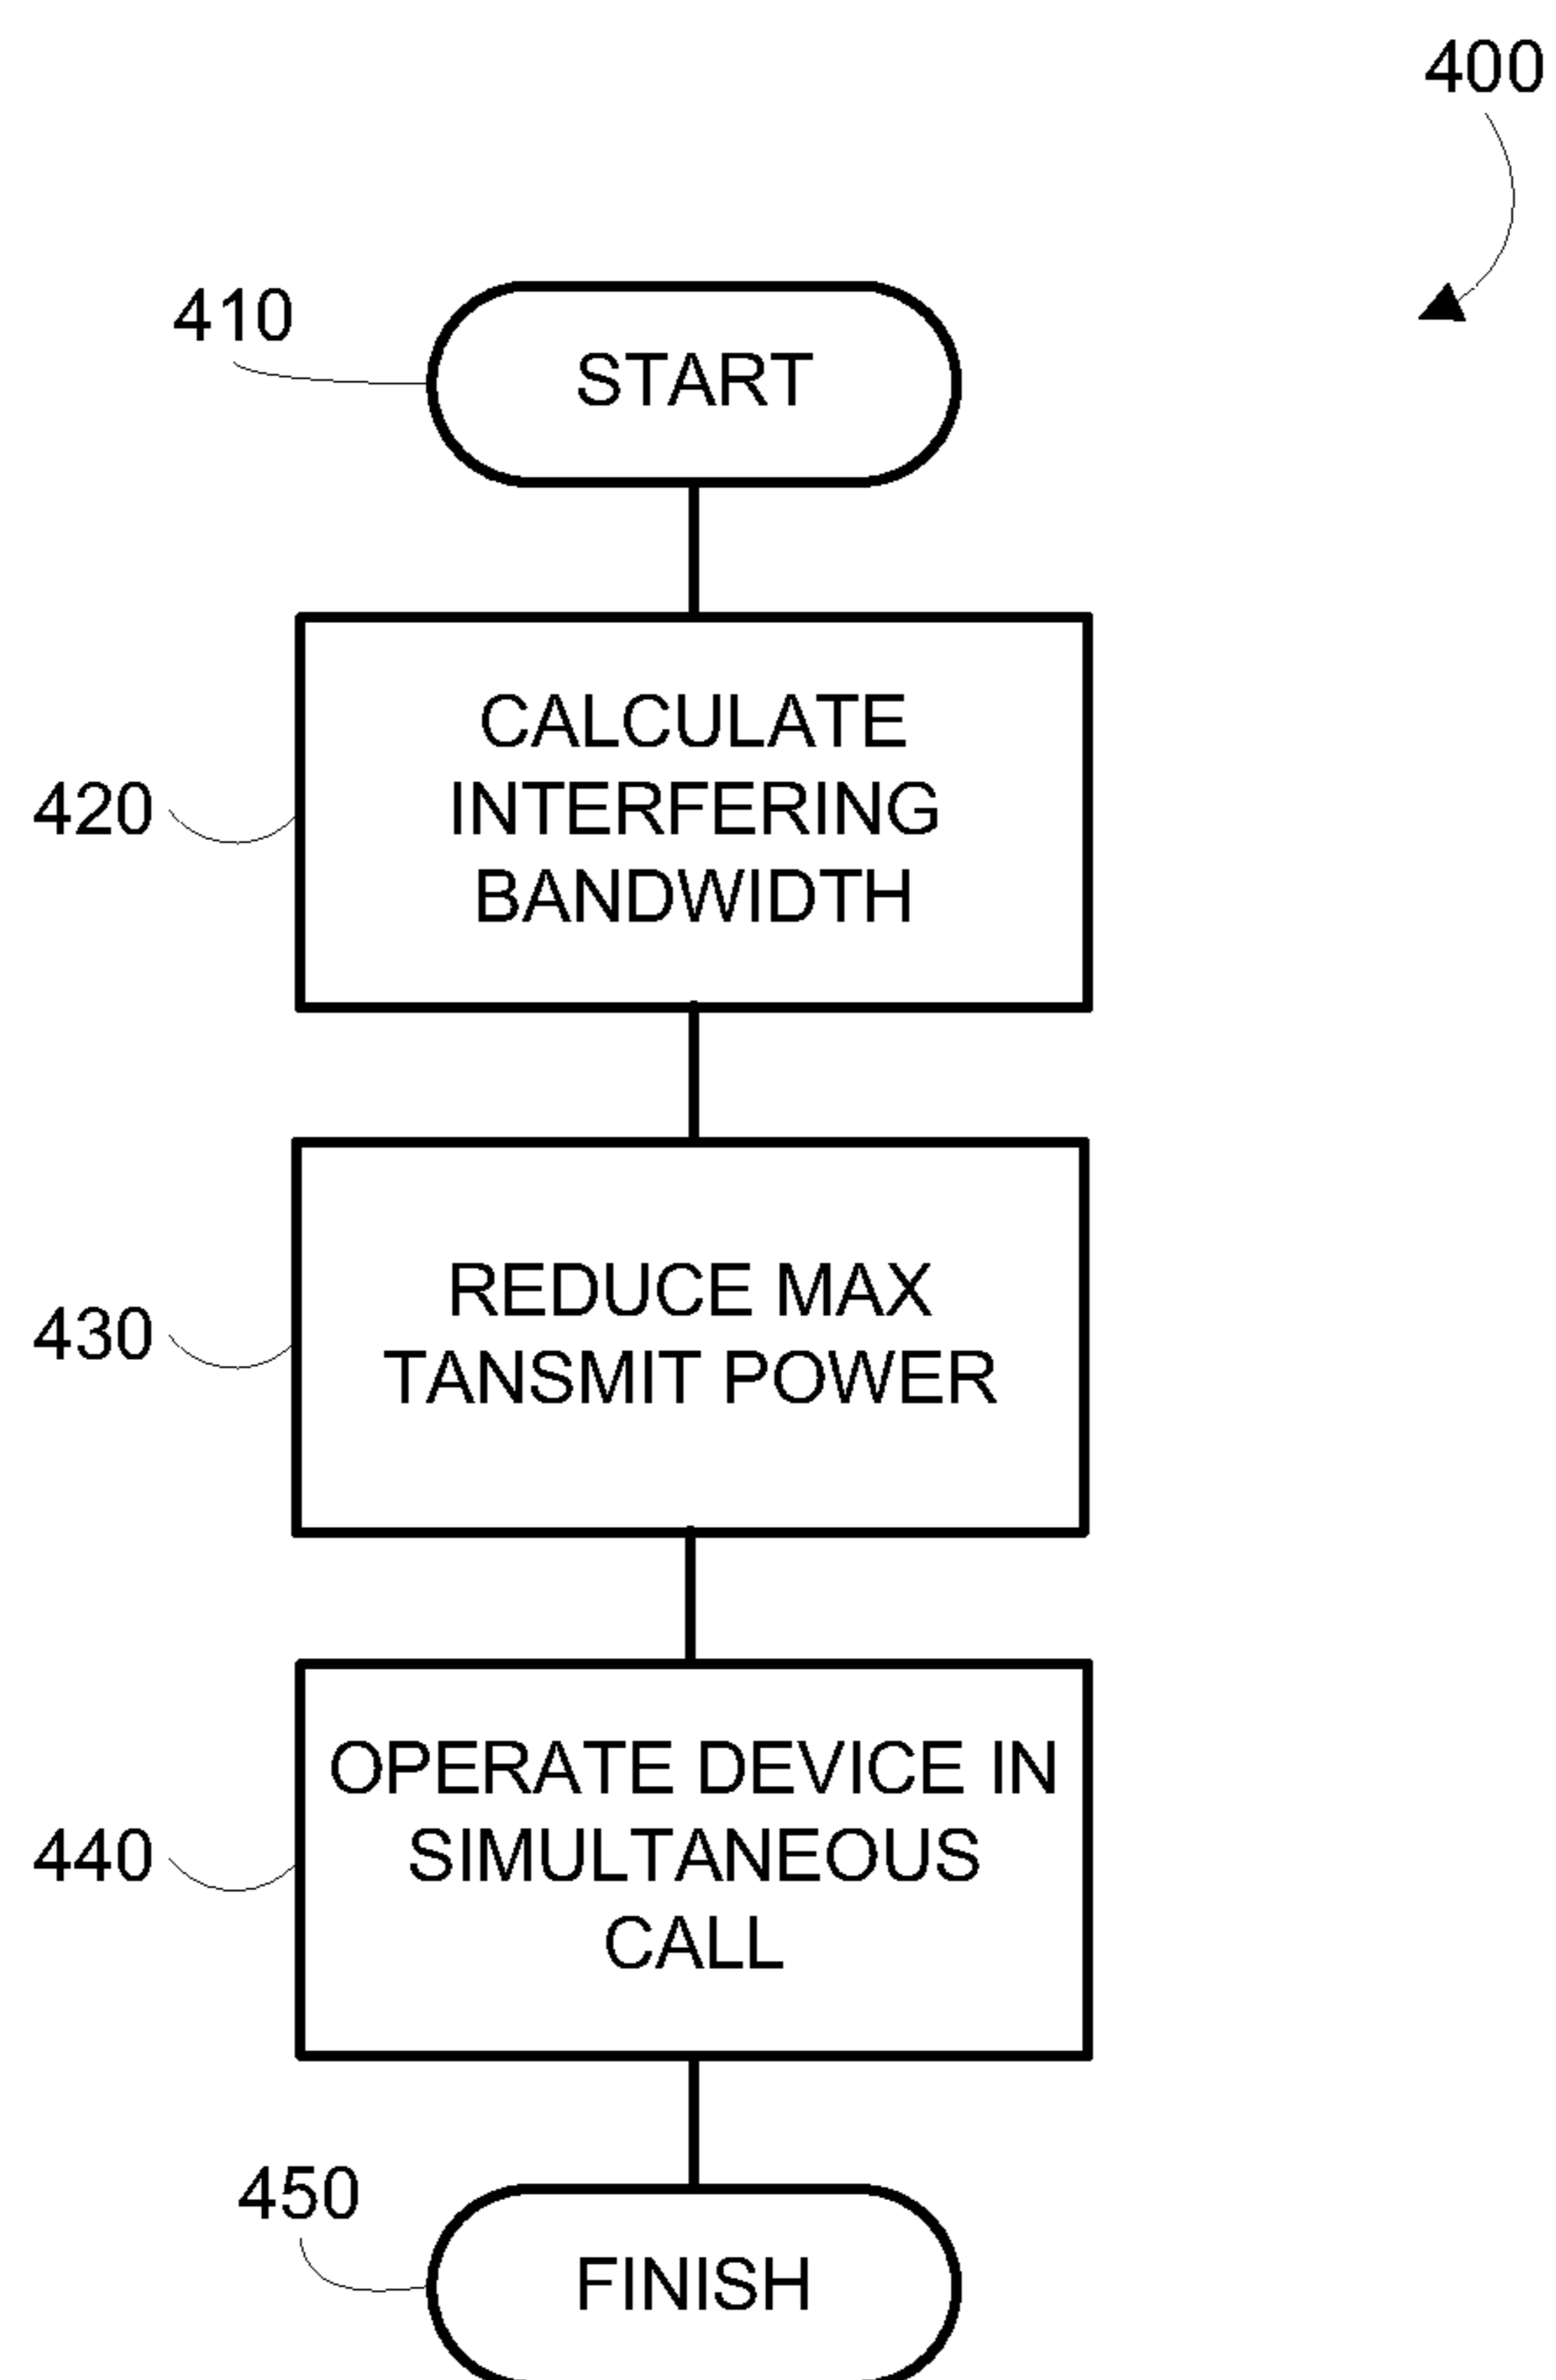 400
410
START
CALCULATE
INTERFERING
BANDWIDTH
420
REDUCE MAX
TANSMIT POWER
430
OPERATE DEVICE IN
SIMULTANEOUS
CALL
440
450
FINISH